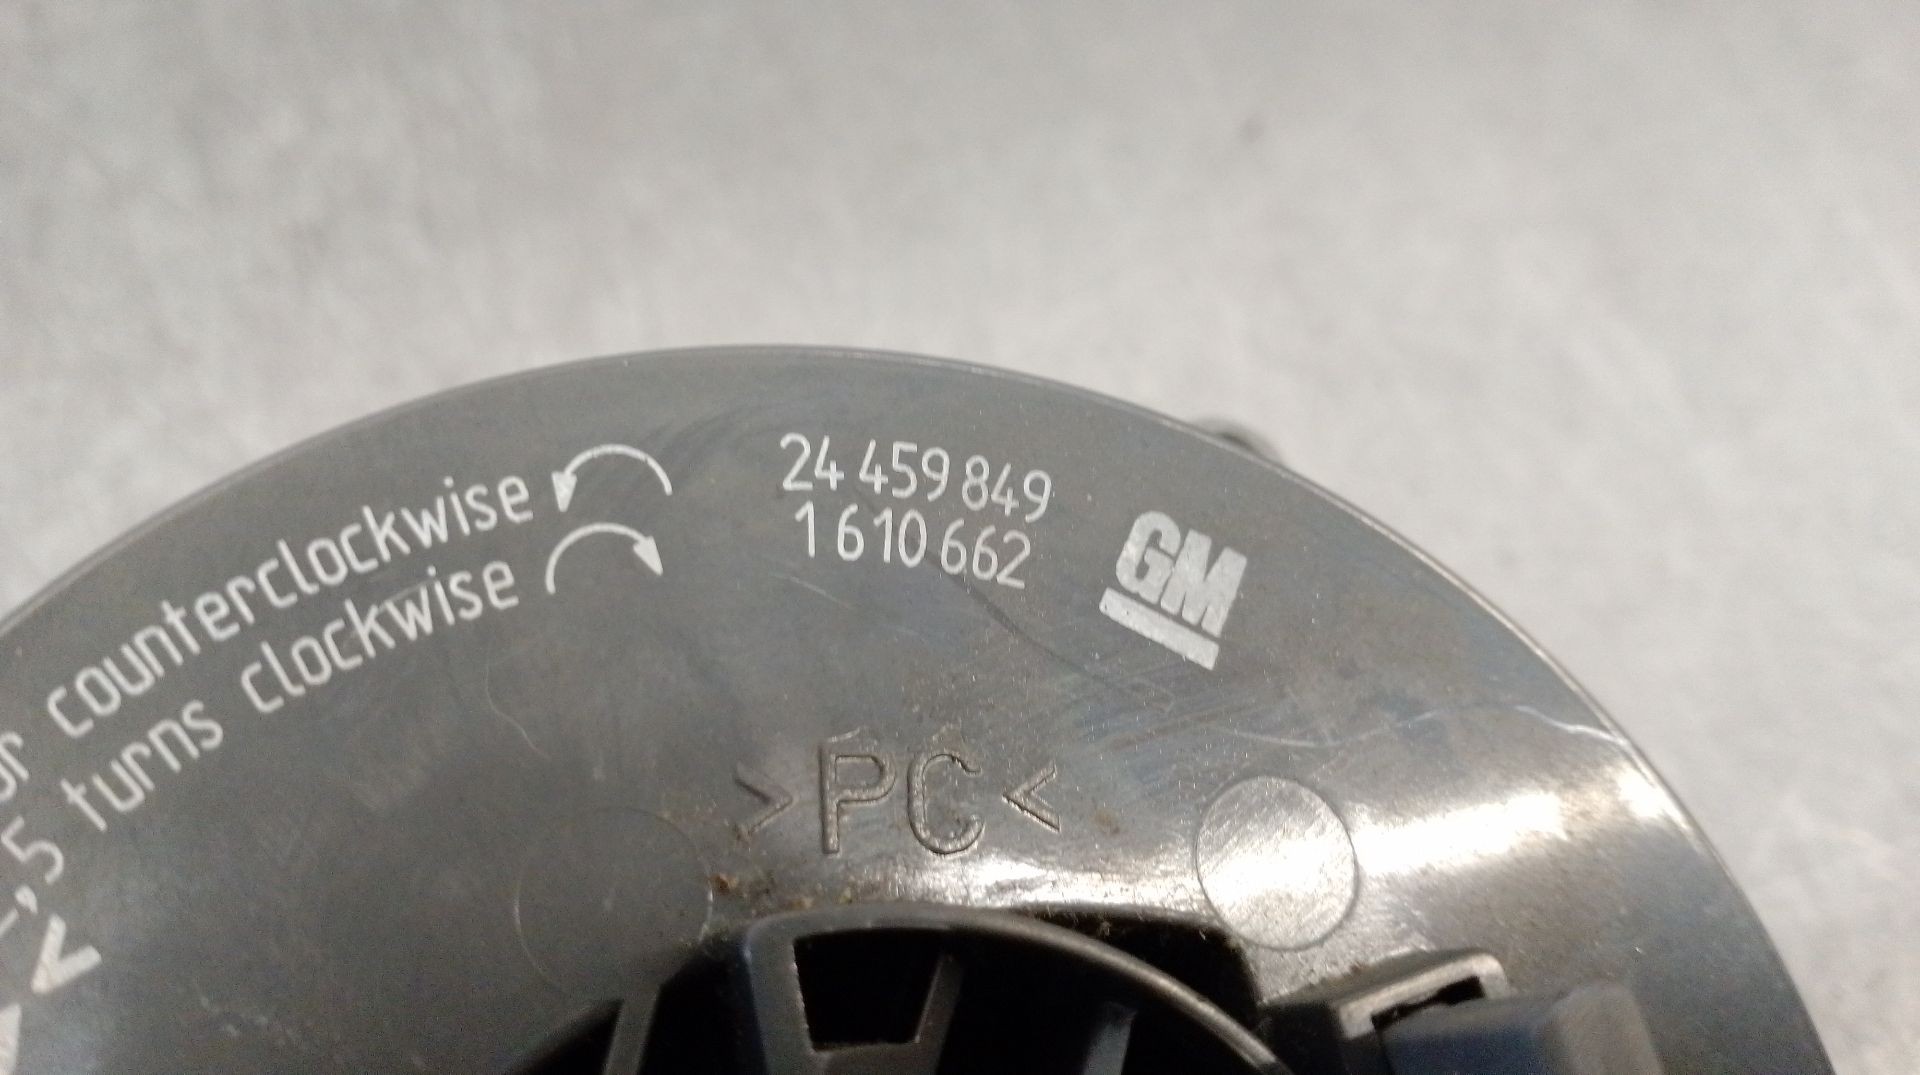 counterclockwise
,5 turns clockwise
24 459 849
1 610 662
GM
>PC<